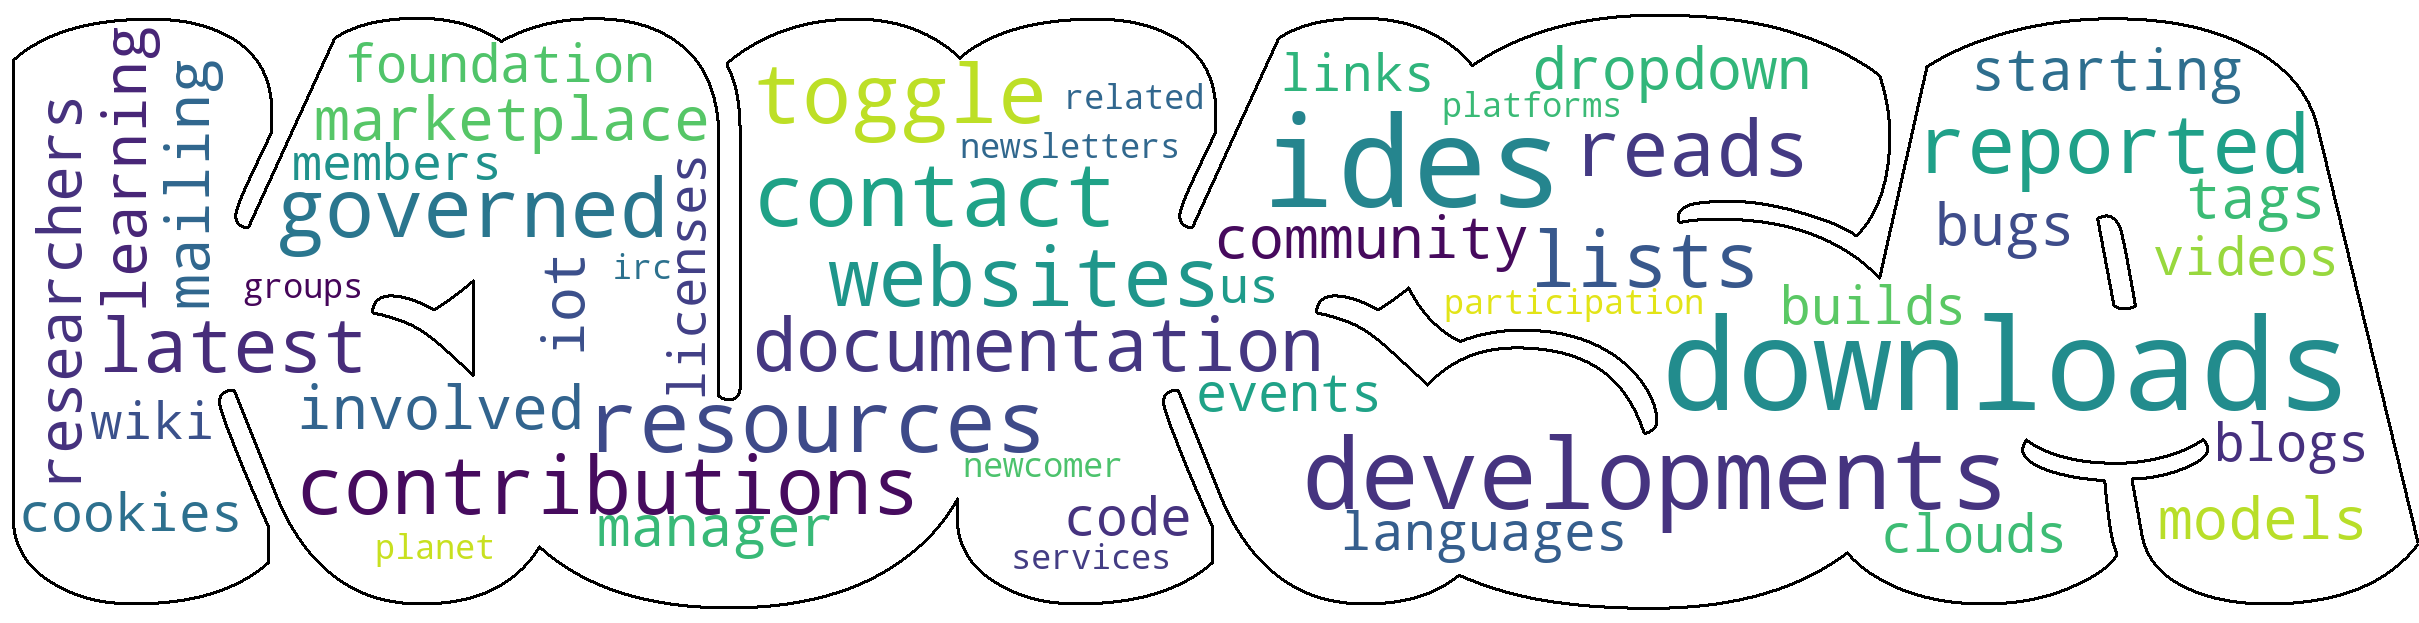 researchers
learning
mailing
latest
wiki
cookies
foundation
marketplace
members
governed
groups
iot
irc
licenses
involved
resources
contributions
manager
planet
toggle
related
newsletters
contact
websites
us
documentation
events
newcomer
code
services
links
dropdown
platforms
ides
reads
community
lists
participation
builds
downloads
developments
languages
clouds
starting
reported
tags
bugs
videos
blogs
models